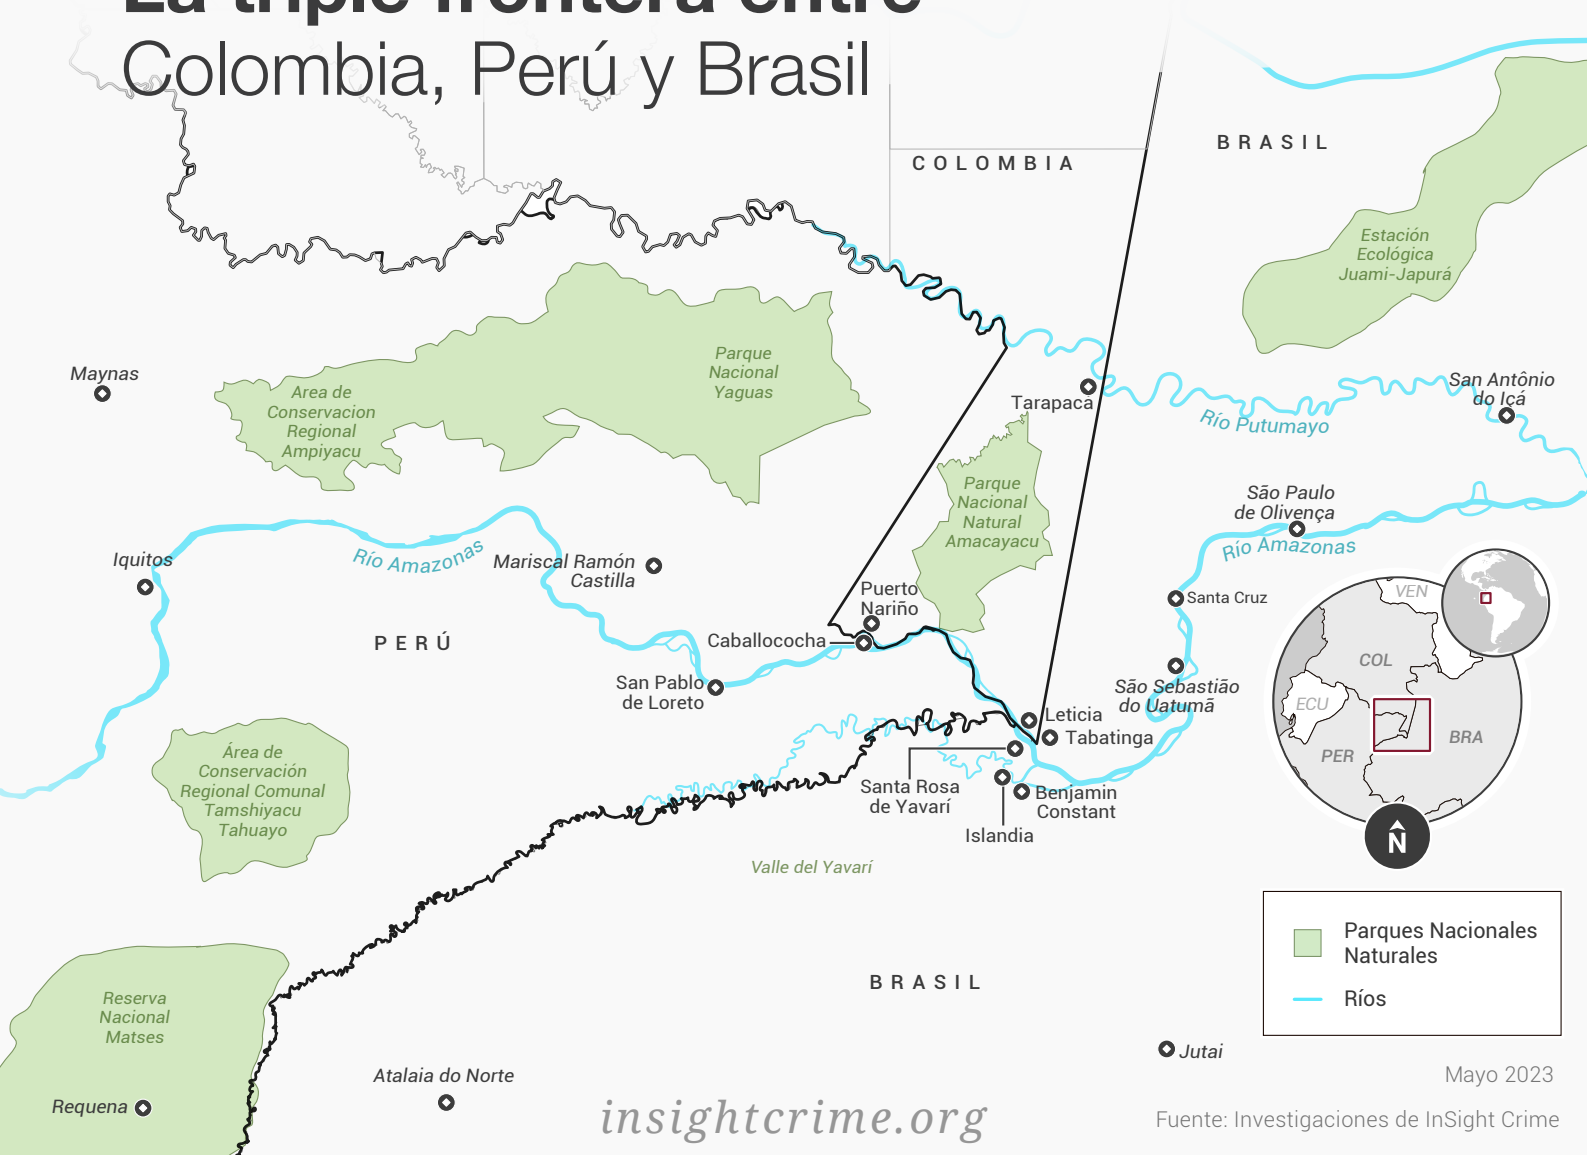 La triple frontera entre
Colombia, Perú y Brasil
COLOMBIA
BRASIL
Estación
Ecológica
Juami-Japurá
Parque
Nacional
Yaguas
Maynas
Area de
Conservacion
Regional
Ampiyacu
Tarapacá
San Antônio
do Içá
Río Putumayo
Parque
Nacional
Natural
Amacayacu
São Paulo
de Olivença
Río Amazonas
Iquitos
Río Amazonas
Mariscal Ramón
Castilla
Puerto
Nariño
Santa Cruz
PERÚ
Caballococha
San Pablo
de Loreto
São Sebastião
do Uatumã
Leticia
Tabatinga
Santa Rosa
de Yavarí
Benjamin
Constant
Islandia
Área de
Conservación
Regional Comunal
Tamshiyacu
Tahuayo
Valle del Yavarí
VEN
COL
ECU
PER
BRA
N
Parques Nacionales
Naturales
Ríos
BRASIL
Reserva
Nacional
Matses
Requena
Atalaia do Norte
Jutai
Mayo 2023
insightcrime.org
Fuente: Investigaciones de InSight Crime